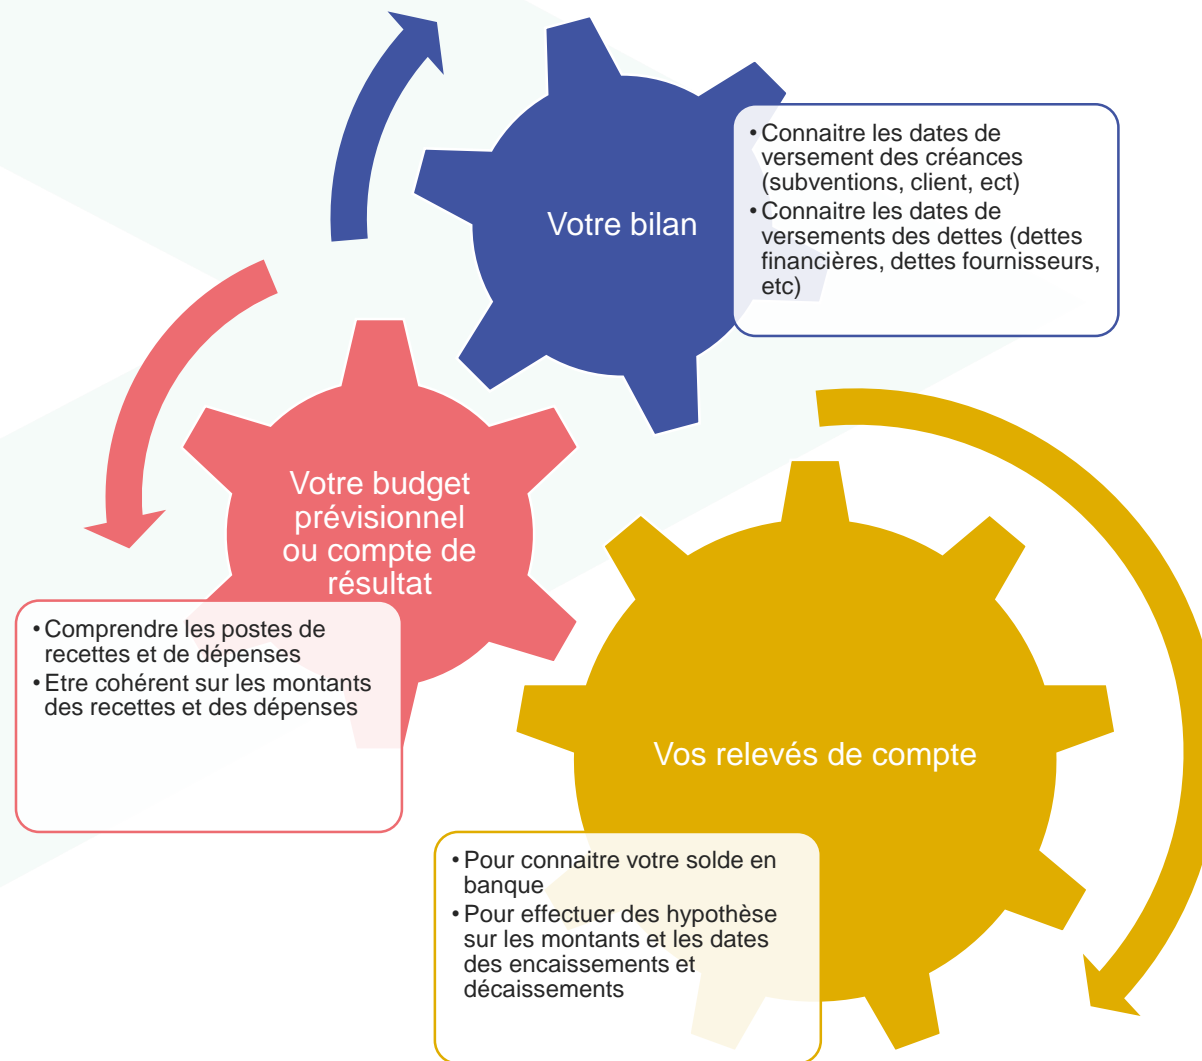 Votre bilan
• Connaitre les dates de
versement des créances
(subventions, client, ect)
• Connaitre les dates de
versements des dettes (dettes
financières, dettes fournisseurs,
etc)
Votre budget
prévisionnel
ou compte de
résultat
• Comprendre les postes de
recettes et de dépenses
• Etre cohérent sur les montants
des recettes et des dépenses
Vos relevés de compte
• Pour connaitre votre solde en
banque
• Pour effectuer des hypothèse
sur les montants et les dates
des encaissements et
décaissements